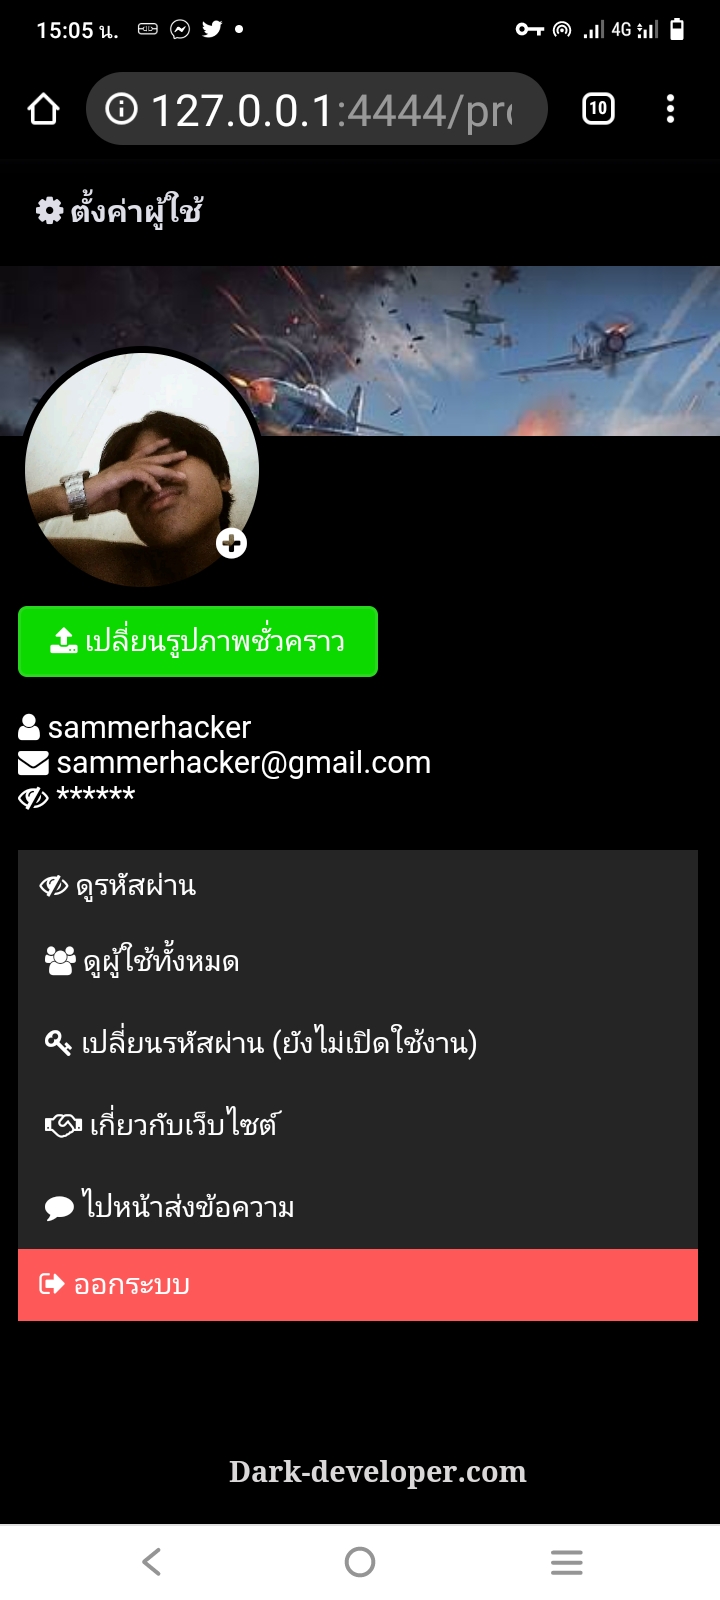 15:05 น.
4G
127.0.0.1:4444/pro
10
ตั้งค่าผู้ใช้
เปลี่ยนรูปภาพชั่วคราว
sammerhacker
sammerhacker@gmail.com
******
ดูรหัสผ่าน
ดูผู้ใช้ทั้งหมด
เปลี่ยนรหัสผ่าน (ยังไม่เปิดใช้งาน)
เกี่ยวกับเว็บไซต์
ไปหน้าส่งข้อความ
ออกระบบ
Dark-developer.com